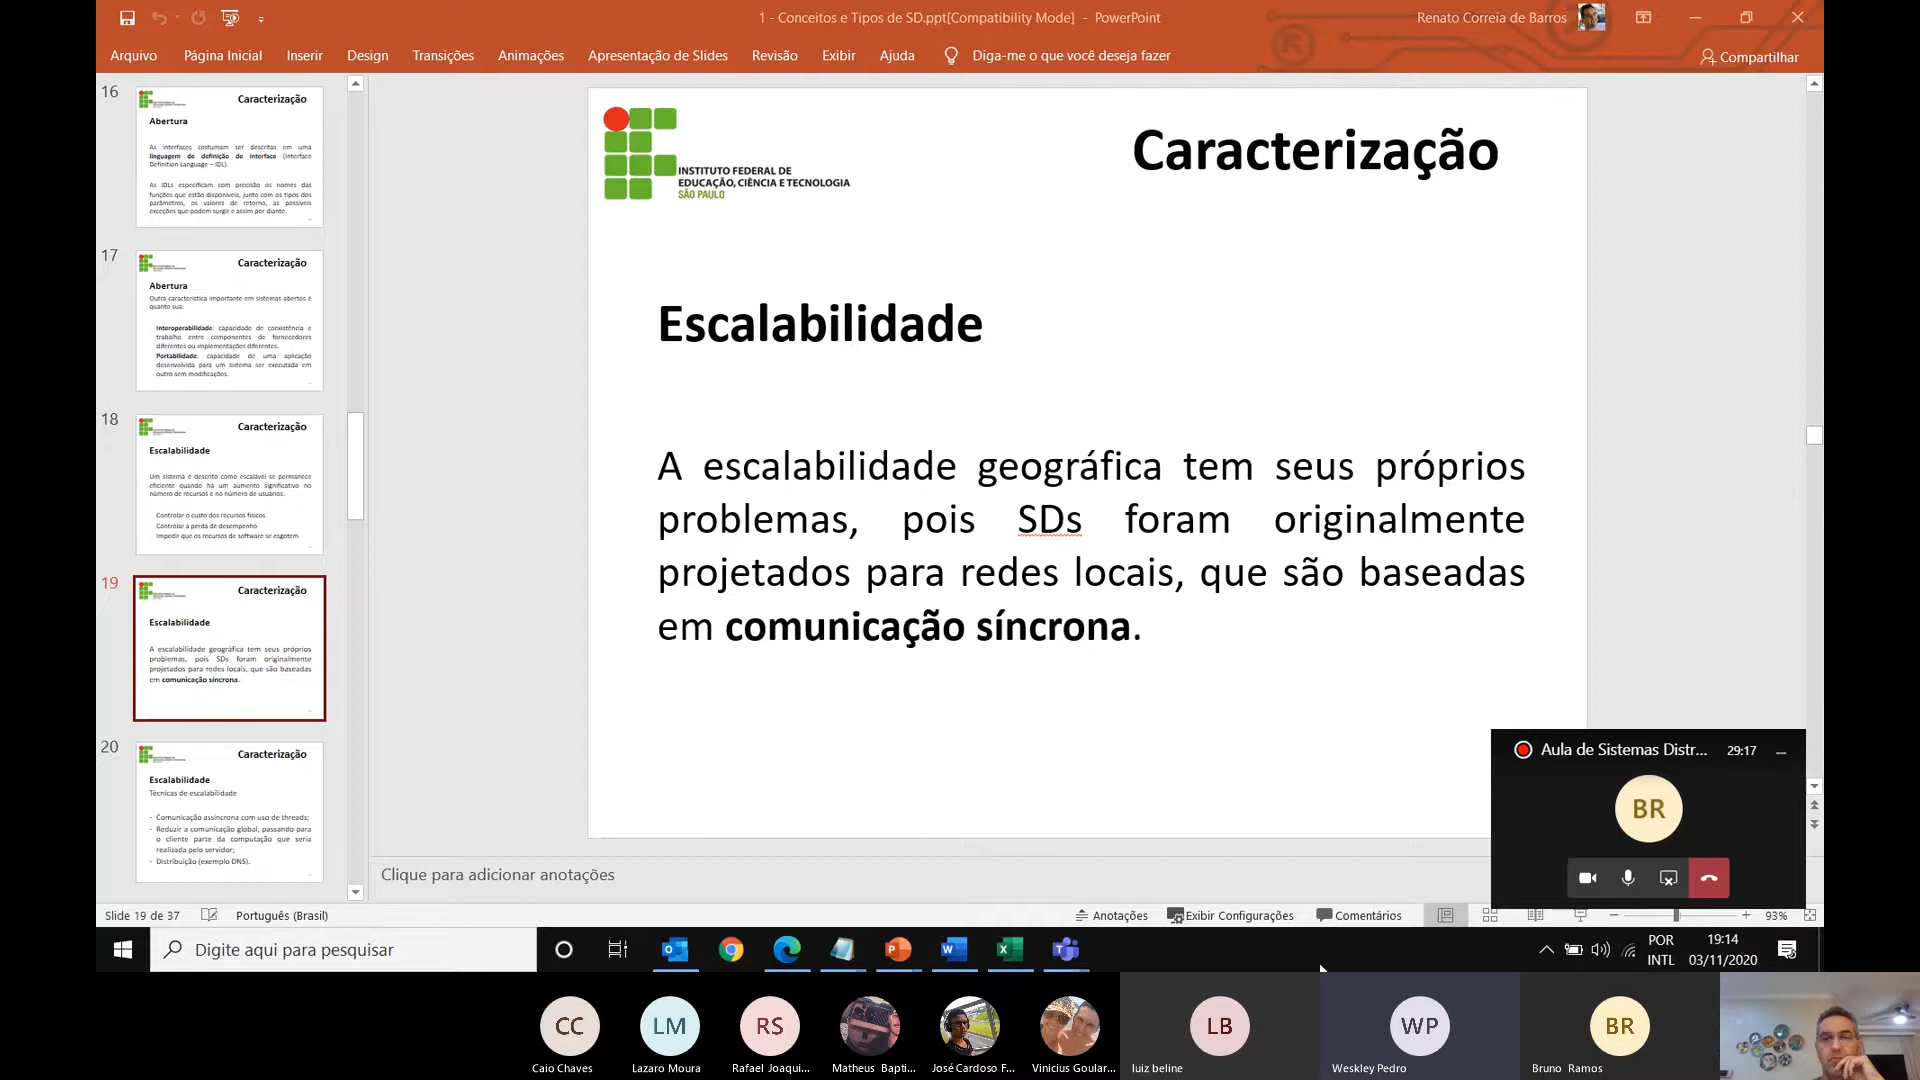 1 - Conceitos e Tipos de SD.ppt[Compatibility Mode] - PowerPoint
Renato Correia de Barros
Arquivo Página Inicial Inserir Design Transições Animações Apresentação de Slides Revisão Exibir Ajuda Diga-me o que você deseja fazer
Compartilhar
16
Caracterização
Abertura
As interfaces costumam ser descritas em uma
linguagem de definição de interface (Interface
Definition Language – IDL).
As IDLs especificam com precisão os nomes das
funções que estão disponíveis, junto com os tipos dos
parâmetros, os valores de retorno, as possíveis
exceções que podem surgir e assim por diante.
17
Caracterização
Abertura
Outra característica importante em sistemas abertos é
quanto sua:
Interoperabilidade: capacidade de coexistência e
trabalho entre componentes de fornecedores
diferentes ou implementações diferentes.
Portabilidade: capacidade de uma aplicação
desenvolvida para um sistema ser executada em
outro sem modificações.
18
Caracterização
Escalabilidade
Um sistema é descrito como escalável se permanece
eficiente quando há um aumento significativo no
número de recursos e no número de usuários.
Controlar o custo dos recursos físicos
Controlar a perda de desempenho
Impedir que os recursos de software se esgotem
19
Caracterização
Escalabilidade
A escalabilidade geográfica tem seus próprios
problemas, pois SDs foram originalmente
projetados para redes locais, que são baseadas
em comunicação síncrona.
20
Caracterização
Escalabilidade
Técnicas de escalabilidade
- Comunicação assíncrona com uso de threads;
- Reduzir a comunicação global, passando para
o cliente parte da computação que seria
realizada pelo servidor;
- Distribuição (exemplo DNS).
INSTITUTO FEDERAL DE
EDUCAÇÃO, CIÊNCIA E TECNOLOGIA
SÃO PAULO
Caracterização
Escalabilidade
A escalabilidade geográfica tem seus próprios
problemas, pois SDs foram originalmente
projetados para redes locais, que são baseadas
em comunicação síncrona.
Aula de Sistemas Distr... 29:17
BR
Clique para adicionar anotações
Slide 19 de 37 Português (Brasil) Anotações Exibir Configurações Comentários 93%
Digite aqui para pesquisar
POR
INTL
19:14
03/11/2020
CC LM RS LB WP BR
Caio Chaves Lazaro Moura Rafael Joaqui... Matheus Bapti... José Cardoso F... Vinicius Goular... luiz beline Weskley Pedro Bruno Ramos